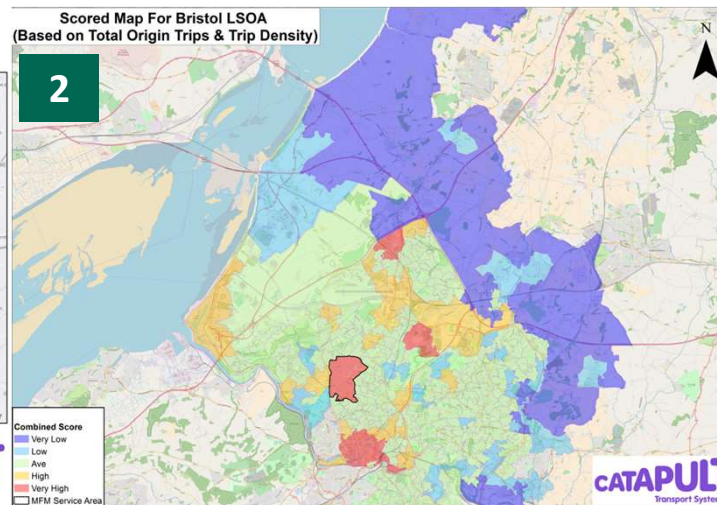 Scored Map For Bristol LSOA
(Based on Total Origin Trips & Trip Density)
2
N
Combined Score
Very Low
Low
Ave
High
Very High
MFM Service Area
CATAPULT
Transport System